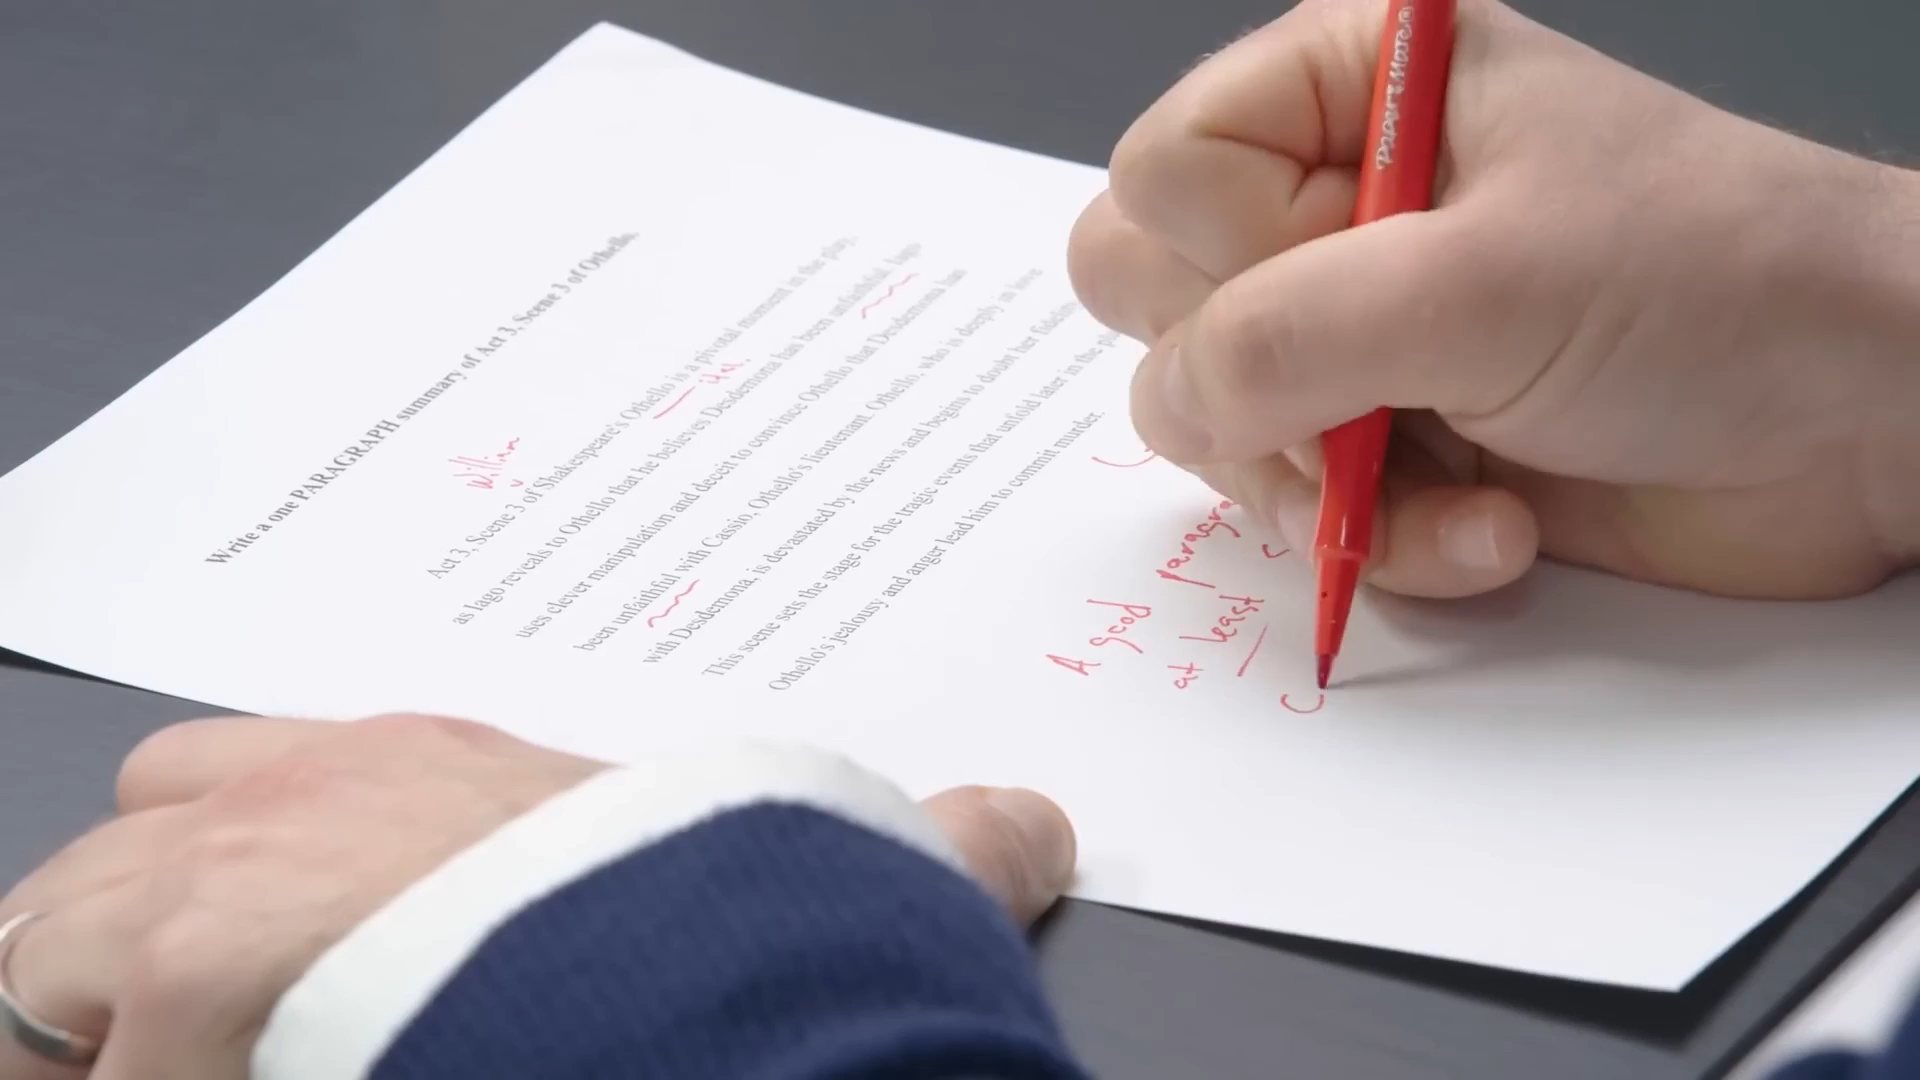 Write a one PARAGRAPH summary of Act 3, Scene 3 of Othello.
William
Act 3, Scene 3 of Shakespeare's Othello is a pivotal moment in the play,
ital.
as Iago reveals to Othello that he believes Desdemona has been unfaithful. Iago
uses clever manipulation and deceit to convince Othello that Desdemona has
been unfaithful with Cassio, Othello's lieutenant. Othello, who is deeply in love
with Desdemona, is devastated by the news and begins to doubt her fidelity.
This scene sets the stage for the tragic events that unfold later in the
Othello's jealousy and anger lead him to commit murder.
A good
at least
Paper Mate